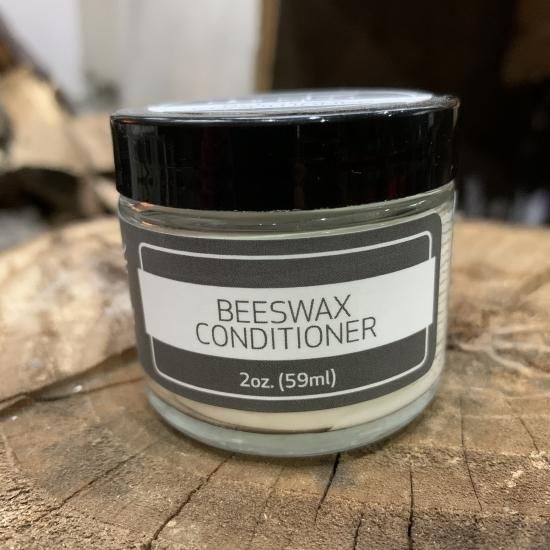 BEESWAX
CONDITIONER
2oz. (59ml)